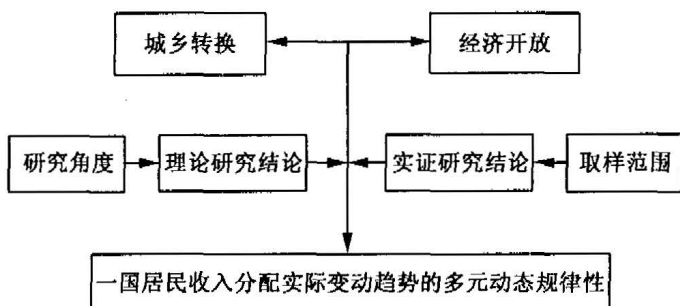 城乡转换
经济开放
研究角度
理论研究结论
实证研究结论
取样范围
一国居民收入分配实际变动趋势的多元动态规律性